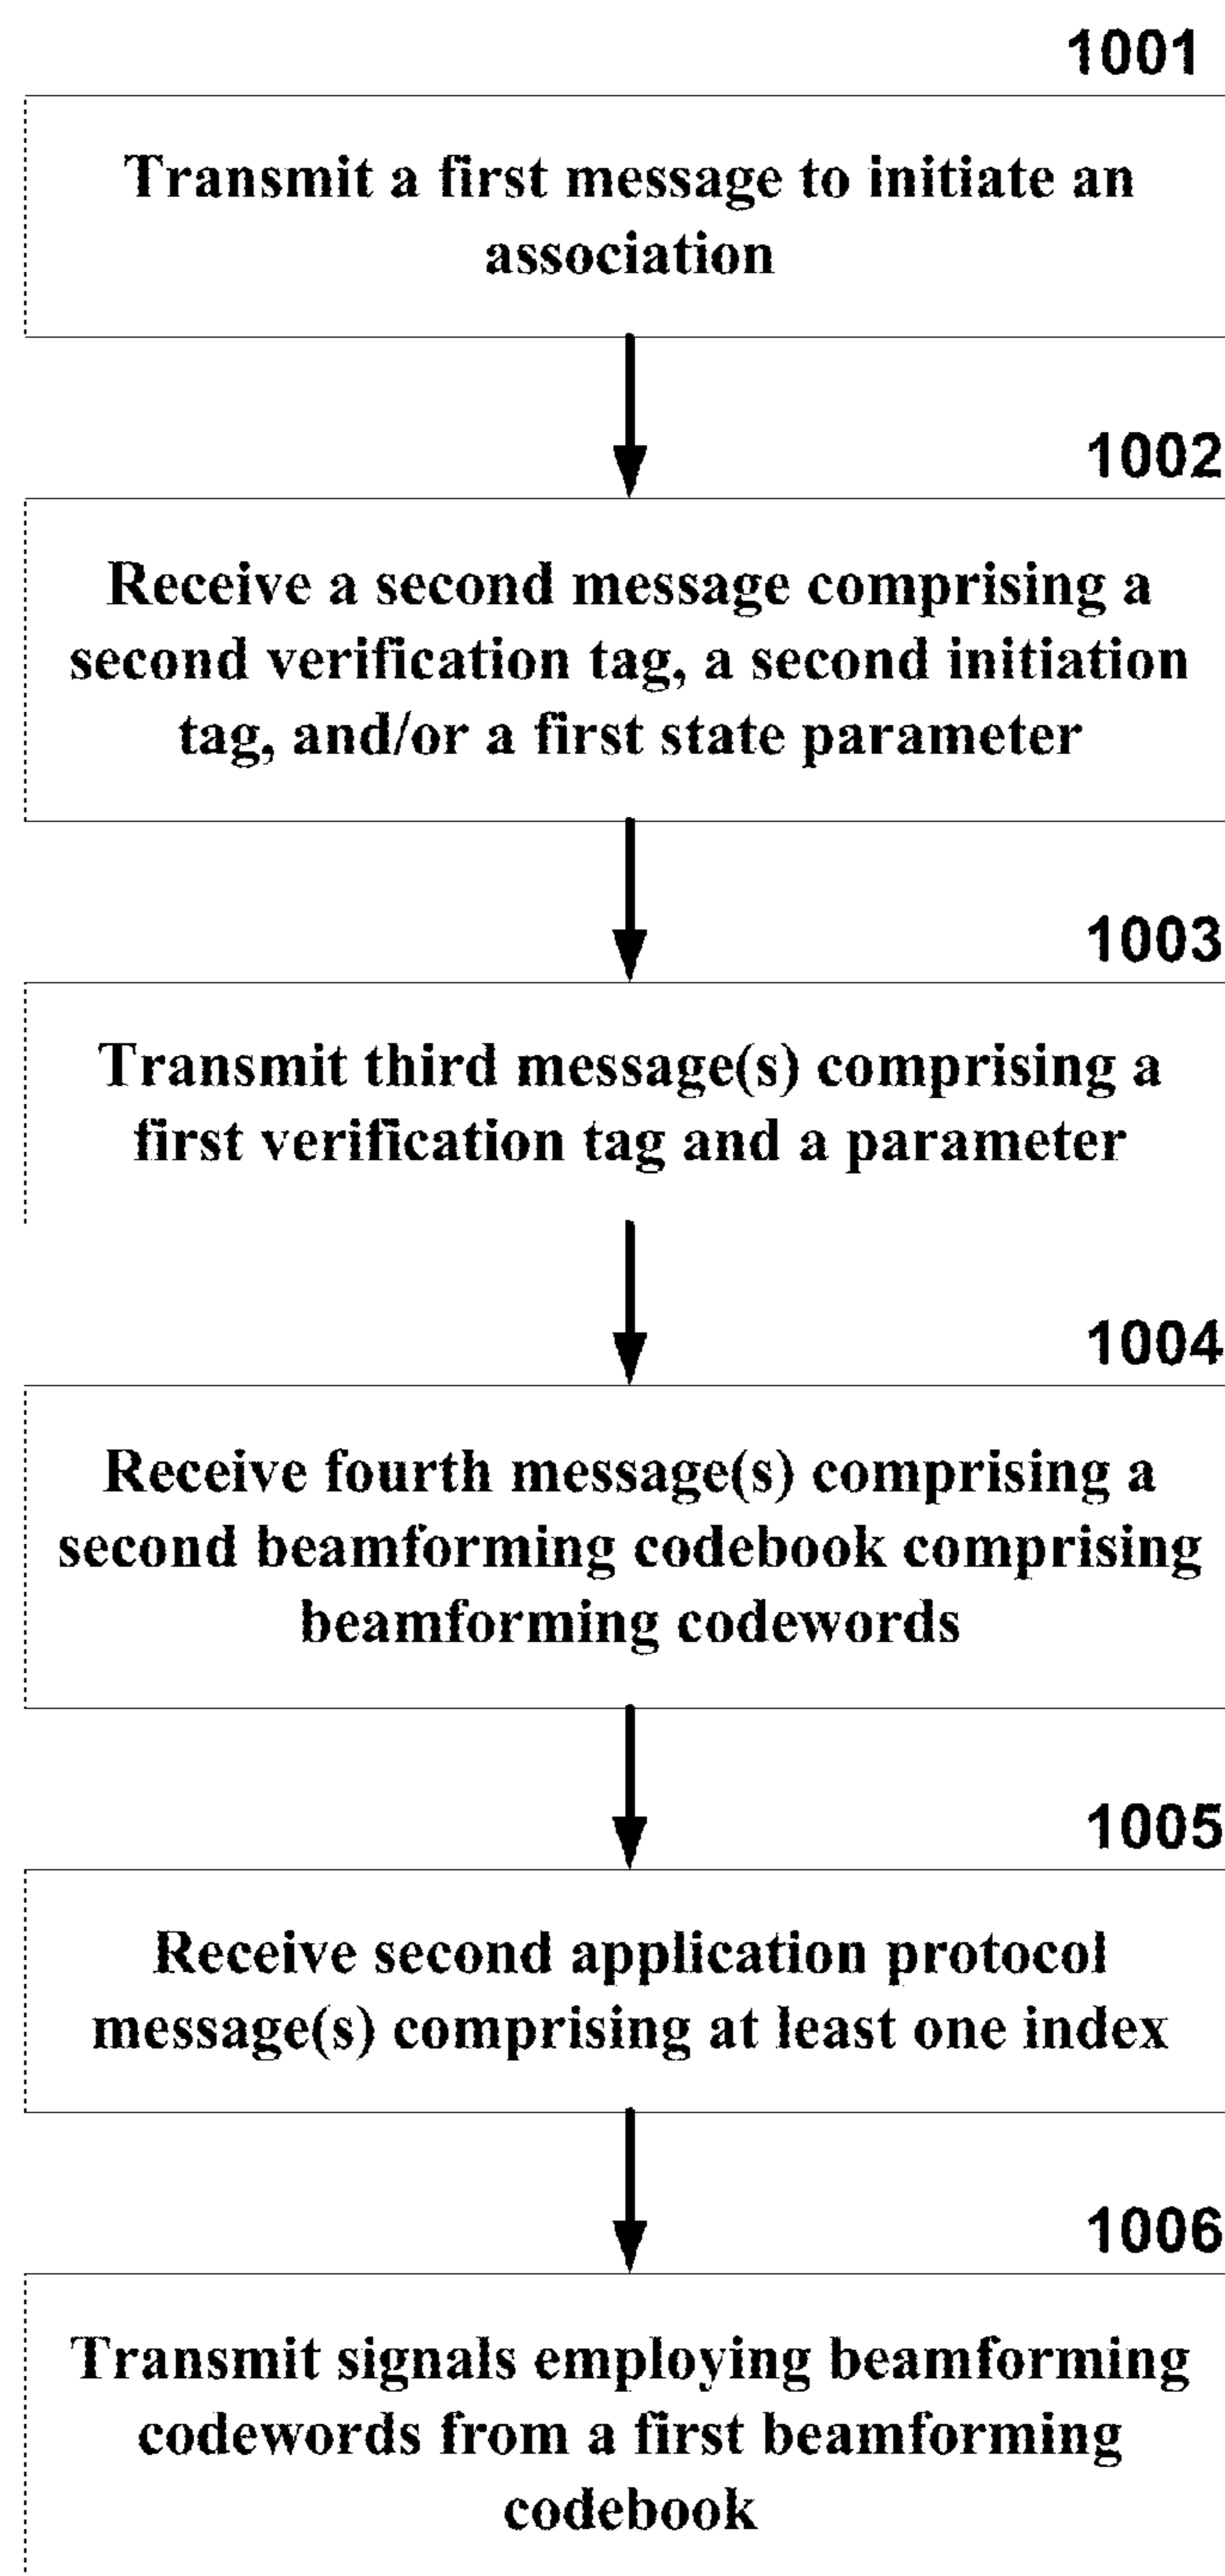 1001
Transmit a first message to initiate an
association
1002
Receive a second message comprising a
second verification tag, a second initiation
tag, and/or a first state parameter
1003
Transmit third message(s) comprising a
first verification tag and a parameter
1004
Receive fourth message(s) comprising a
second beamforming codebook comprising
beamforming codewords
1005
Receive second application protocol
message(s) comprising at least one index
1006
Transmit signals employing beamforming
codewords from a first beamforming
codebook